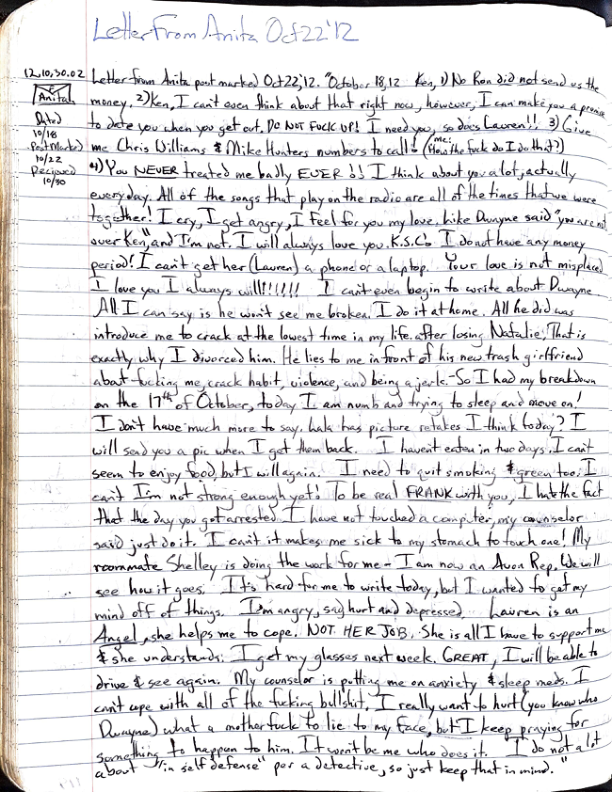 Letter From Anita Oct 22 '12
12,10,30.02
Anita
Dated
10/18
Postmarked
10/22
Recieved
10/30
Letter from Anita post marked Oct 22, '12. "October 18, 12 Ken, 1) No Ron did not send us the
money, 2) Ken, I can't even think about that right now, however, I can make you a promise
to date you when you get out. DO NOT FUCK UP! I need you, so does Lauren!! 3) Give
me Chris Williams & Mike Hunters numbers to call! (me: How the fuck do I do that?)
4) You NEVER treated me badly EVER!! I think about you a lot, actually
everyday. All of the songs that play on the radio are all of the times that we were
together! I cry, I get angry, I feel for you my love. Like Dwayne said "you are not
over Ken", and I'm not. I will always love you K.S.C. I do not have any money
period! I can't get her (Lauren) a phone or a laptop. Your love is not misplaced
I love you I always will!!!!!! I can't even begin to write about Dwayne.
All I can say is he won't see me broken. I do it at home. All he did was
introduce me to crack at the lowest time in my life after losing Natalie; That is
exactly why I divorced him. He lies to me in front of his new trash girlfriend
about fucking me, crack habit, violence, and being a jerk. - So I had my breakdown
on the 17th of October, today I am numb and trying to sleep and move on!
I don't have much more to say. Lala has picture retakes I think today? I
will send you a pic when I get them back. I havent eaten in two days, I can't
seem to enjoy food, but I will again. I need to quit smoking & green too; I
can't I'm not strong enough yet! To be real FRANK with you, I hate the fact
that the day you got arrested I have not touched a computer, my counselor
said just do it. I can't it makes me sick to my stomach to touch one! My
roommate Shelley is doing the work for me - I am now an Avon Rep. We will
see how it goes. It's hard for me to write today, but I wanted to get my
mind off of things. I'm angry, sad, hurt and depressed. Lauren is an
Angel, she helps me to cope. NOT HER JOB. She is all I have to support me
& she understands. I get my glasses next week. GREAT, I will be able to
drive & see again. My counselor is putting me on anxiety & sleep meds. I
can't cope with all of the fucking bullshit. I really want to hurt (you know who
Dwayne) what a motherfuck to lie to my face, but I keep praying for
something to happen to him. It won't be me who does it. I do not a lot
about "in self defense" per a detective, so just keep that in mind."